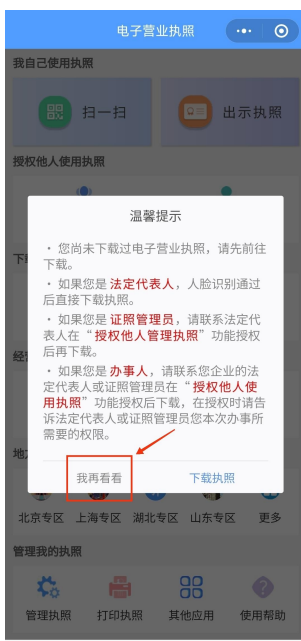 电子营业执照
我自己使用执照
扫一扫
出示执照
授权他人使用执照
温馨提示
· 您尚未下载过电子营业执照，请先前往
下载。
· 如果您是 法定代表人，人脸识别通过
后直接下载执照。
· 如果您是 证照管理员，请联系法定代
表人在“授权他人管理执照”功能授权
后再下载。
· 如果您是 办事人，请联系您企业的法
定代表人或证照管理员在“授权他人使
用执照”功能授权后下载，在授权时请告
诉法定代表人或证照管理员您本次办事所
需要的权限。
我再看看
下载执照
下
经
地
北京专区
上海专区
湖北专区
山东专区
更多
管理我的执照
管理执照
打印执照
其他应用
使用帮助